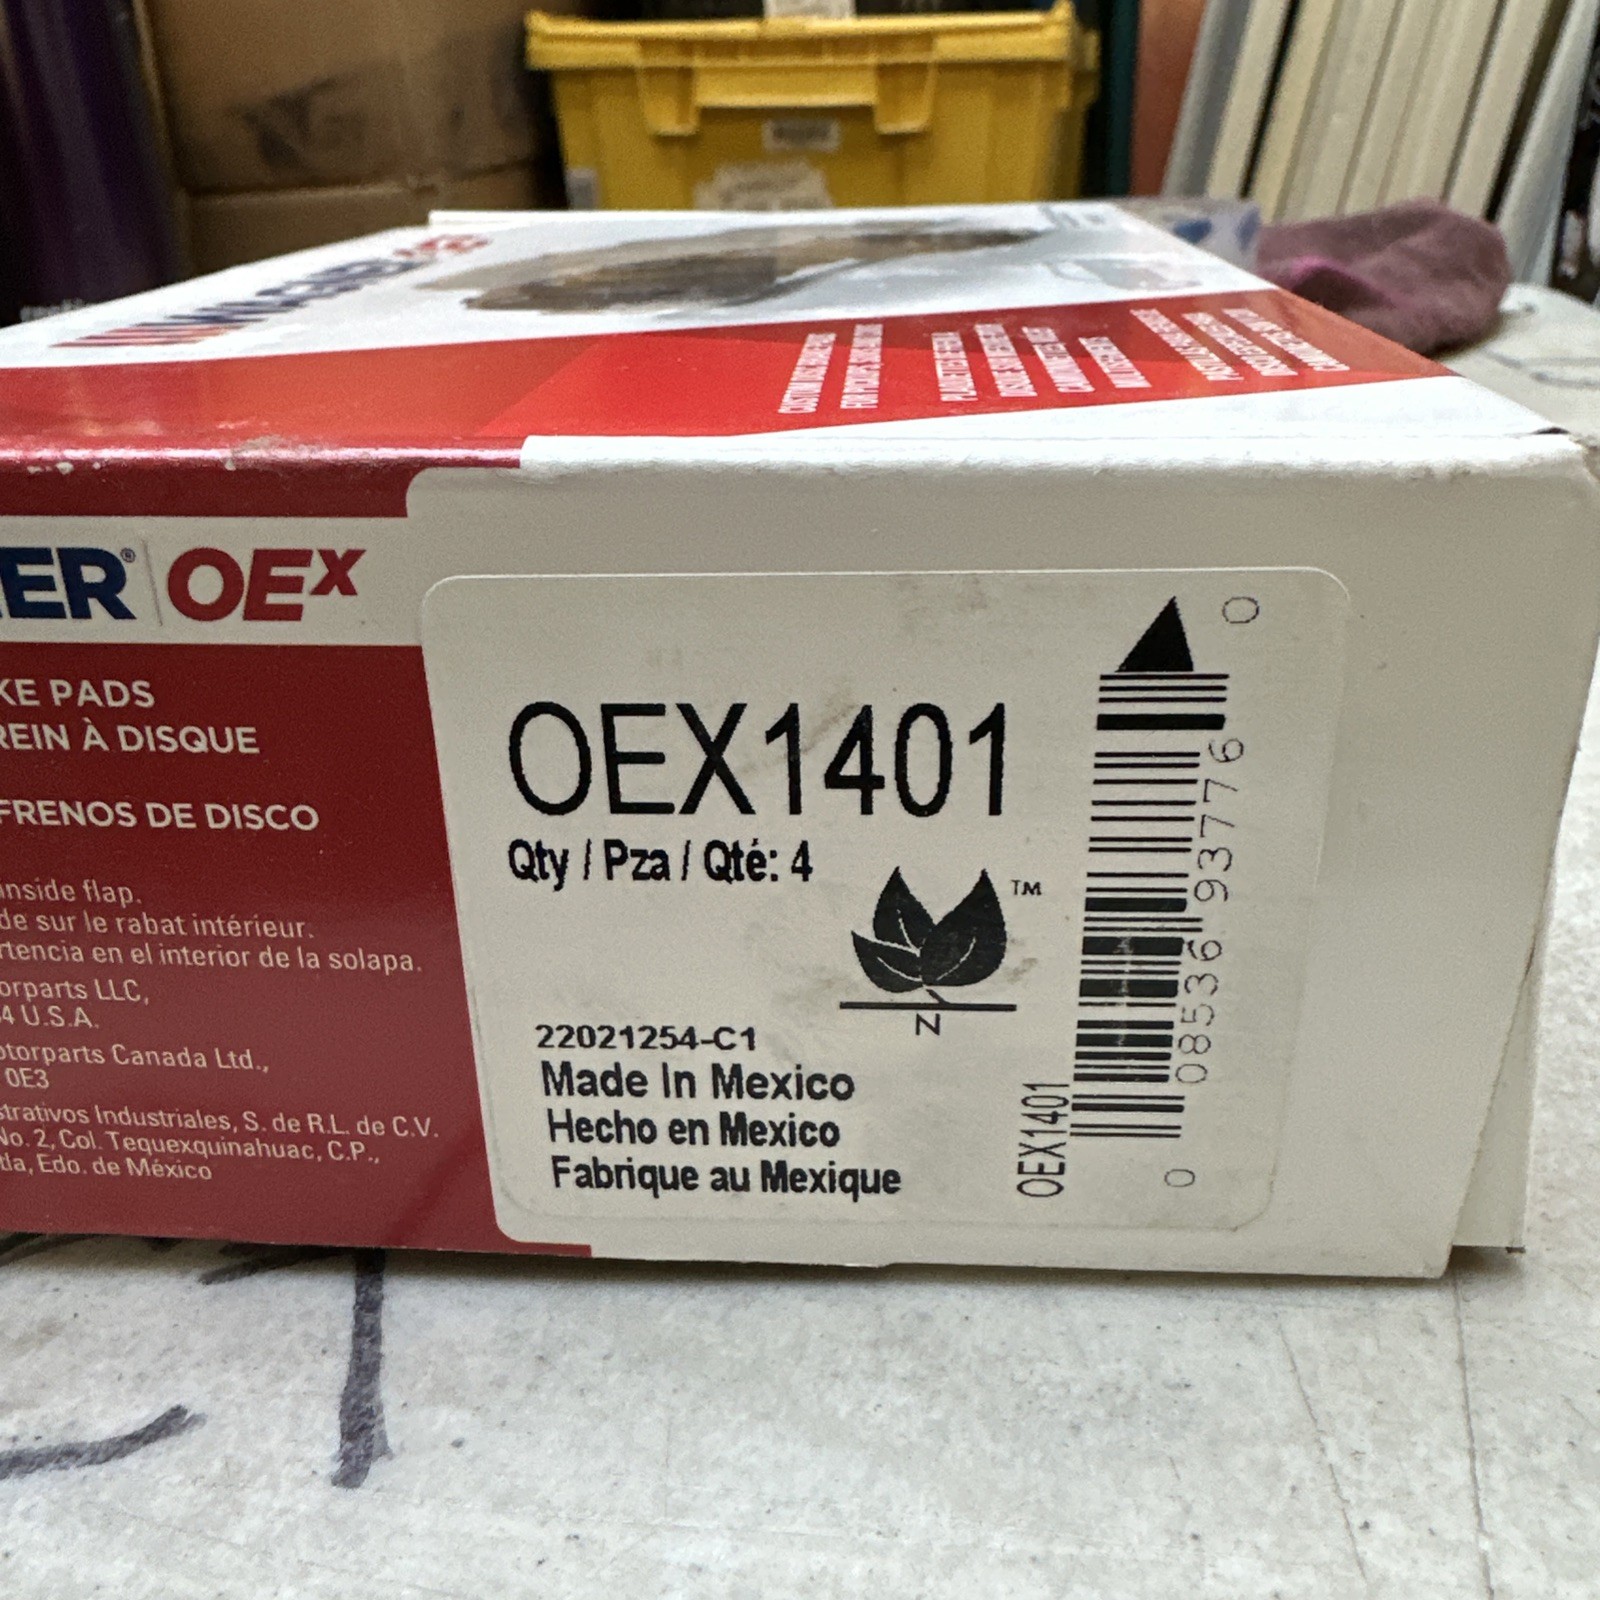 CUSTOM
ER® OEX
KE PADS
REIN À DISQUE
FRENOS DE DISCO
inside flap.
de sur le rabat intérieur.
rtencia en el interior de la solapa.
orparts LLC,
4 U.S.A.
otorparts Canada Ltd.,
0E3
strativos Industriales, S. de R.L. de C.V.
No. 2, Col. Tequexquinahuac, C.P.,
tla, Edo. de México
OEX1401
Qty / Pza / Qté: 4
TM
N
22021254-C1
Made In Mexico
Hecho en Mexico
Fabrique au Mexique
OEX1401
0 08536 93776 0